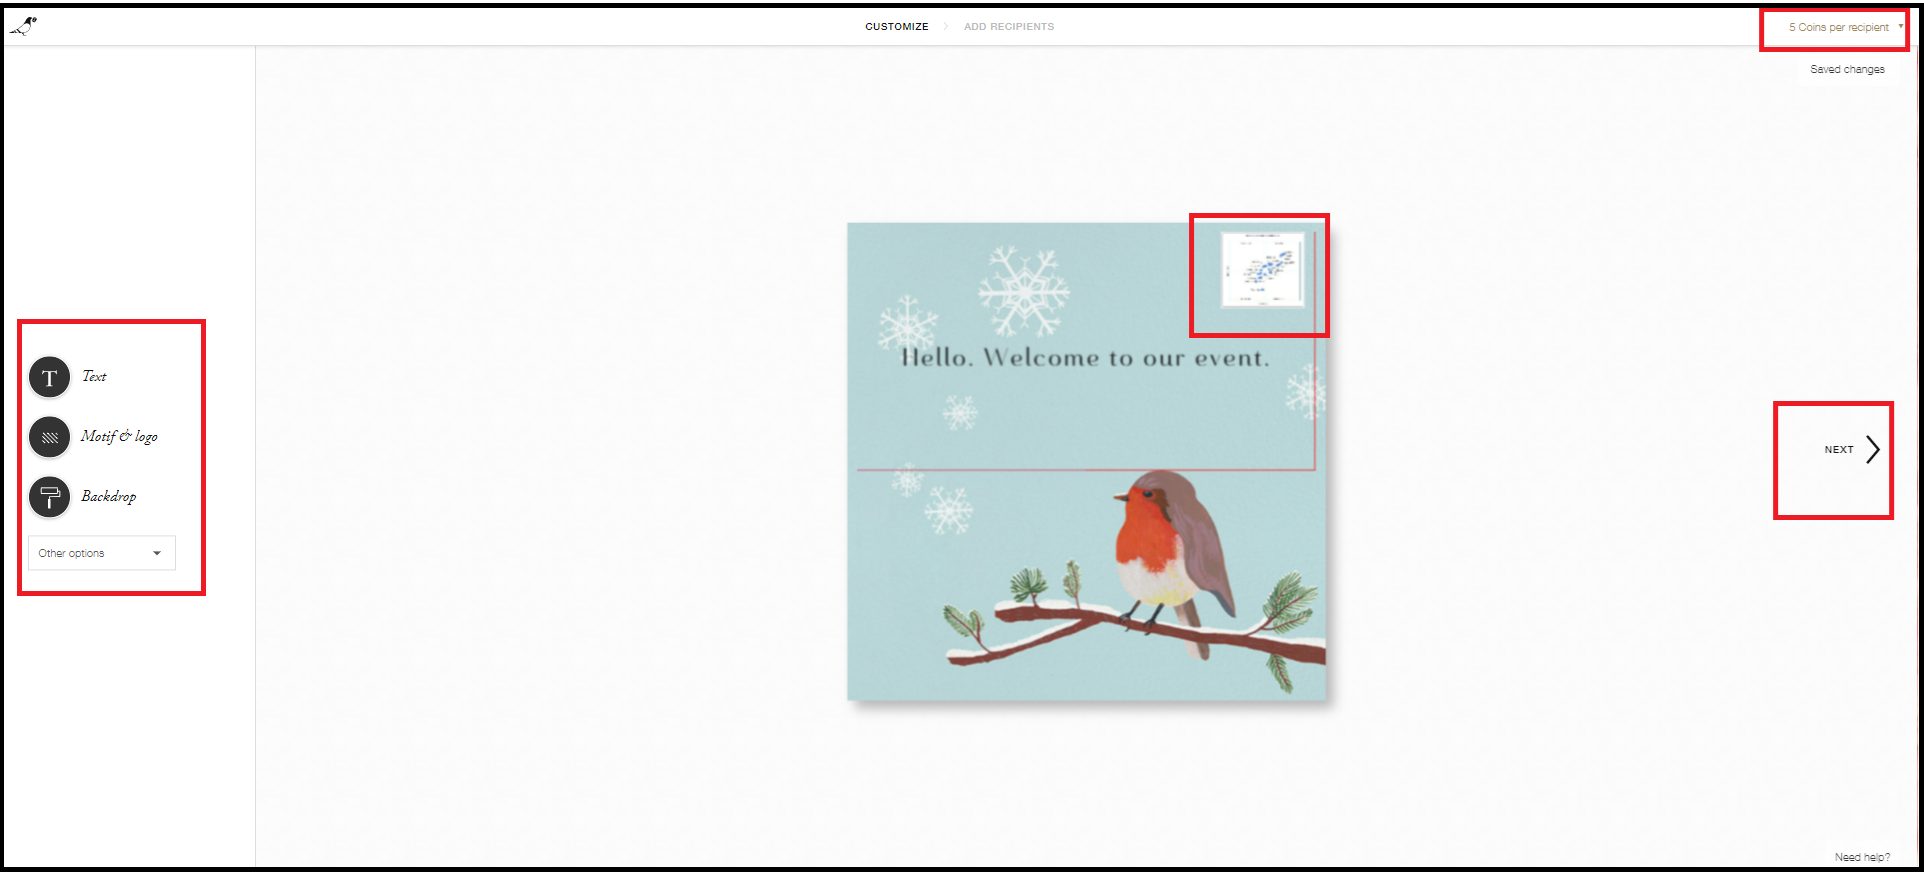 CUSTOMIZE
ADD RECIPIENTS
5 Coins per recipient
Saved changes
Hello. Welcome to our event.
T
Text
Motif & logo
Backdrop
Other options
NEXT
Need help?